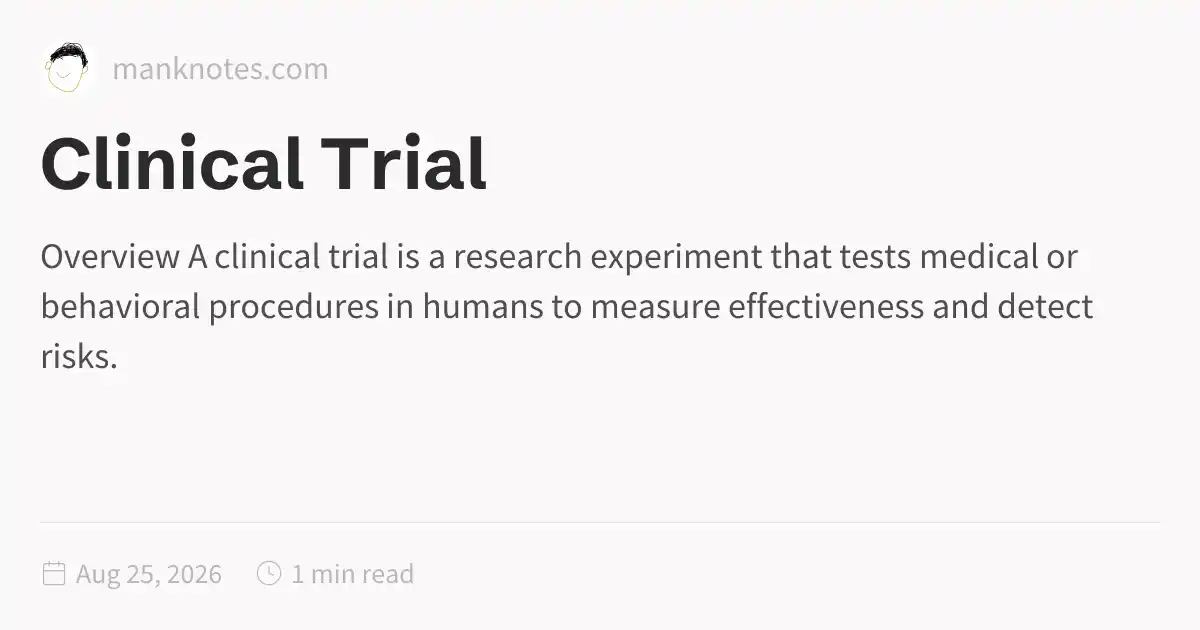 manknotes.com
Clinical Trial
Overview A clinical trial is a research experiment that tests medical or
behavioral procedures in humans to measure effectiveness and detect
risks.
Aug 25, 2026
1 min read